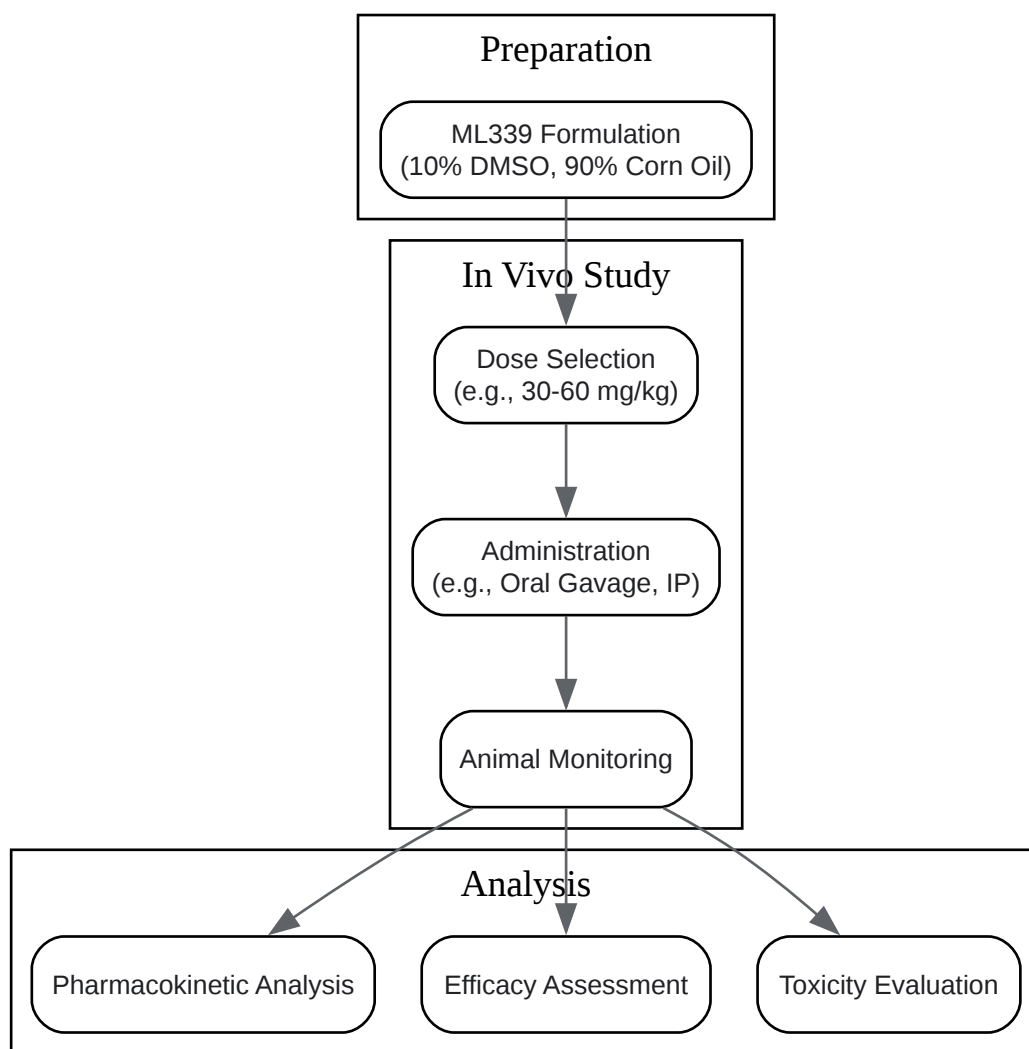 Preparation
ML339 Formulation
(10% DMSO, 90% Corn Oil)
In Vivo Study
Dose Selection
(e.g., 30-60 mg/kg)
Administration
(e.g., Oral Gavage, IP)
Animal Monitoring
Analysis
Pharmacokinetic Analysis
Efficacy Assessment
Toxicity Evaluation